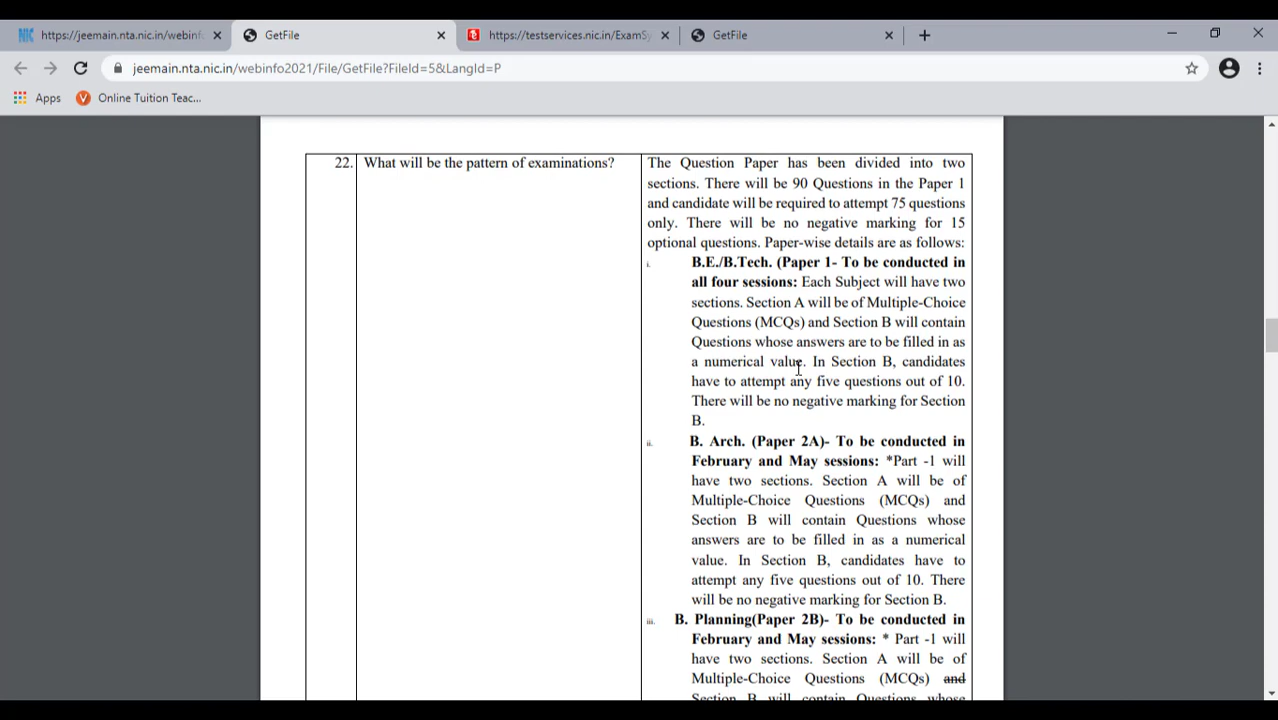 https://jeemain.nta.nic.in/webinfo
GetFile
https://testservices.nic.in/ExamSy
GetFile
jeemain.nta.nic.in/webinfo2021/File/GetFile?FileId=5&LangId=P
Apps
Online Tuition Teac...
22. What will be the pattern of examinations?
The Question Paper has been divided into two
sections. There will be 90 Questions in the Paper 1
and candidate will be required to attempt 75 questions
only. There will be no negative marking for 15
optional questions. Paper-wise details are as follows:
i. B.E./B.Tech. (Paper 1- To be conducted in
all four sessions: Each Subject will have two
sections. Section A will be of Multiple-Choice
Questions (MCQs) and Section B will contain
Questions whose answers are to be filled in as
a numerical value. In Section B, candidates
have to attempt any five questions out of 10.
There will be no negative marking for Section
B.
ii. B. Arch. (Paper 2A)- To be conducted in
February and May sessions: *Part -1 will
have two sections. Section A will be of
Multiple-Choice Questions (MCQs) and
Section B will contain Questions whose
answers are to be filled in as a numerical
value. In Section B, candidates have to
attempt any five questions out of 10. There
will be no negative marking for Section B.
iii. B. Planning(Paper 2B)- To be conducted in
February and May sessions: * Part -1 will
have two sections. Section A will be of
Multiple-Choice Questions (MCQs) and
Section B will contain Questions whose